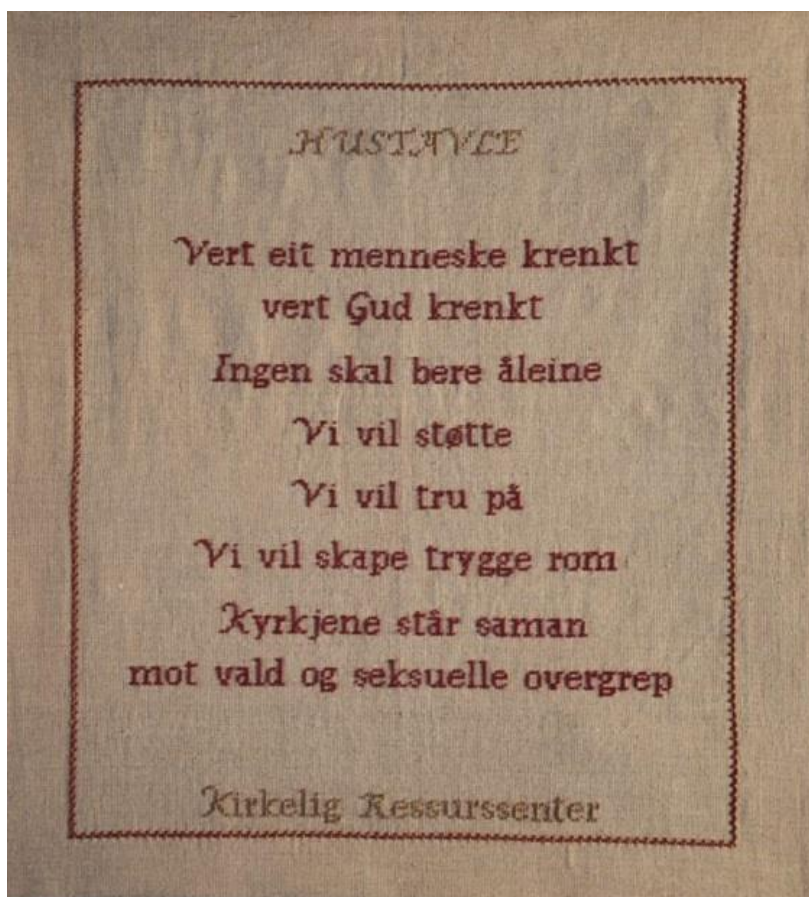 HUSTAVLE
Vert eit menneske krenkt
vert Gud krenkt
Ingen skal bere åleine
Vi vil støtte
Vi vil tru på
Vi vil skape trygge rom
Kyrkjene står saman
mot vald og seksuelle overgrep
Kirkelig Ressurssenter